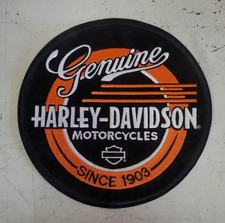 Genuine
HARLEY-DAVIDSON®
MOTORCYCLES
SINCE 1903